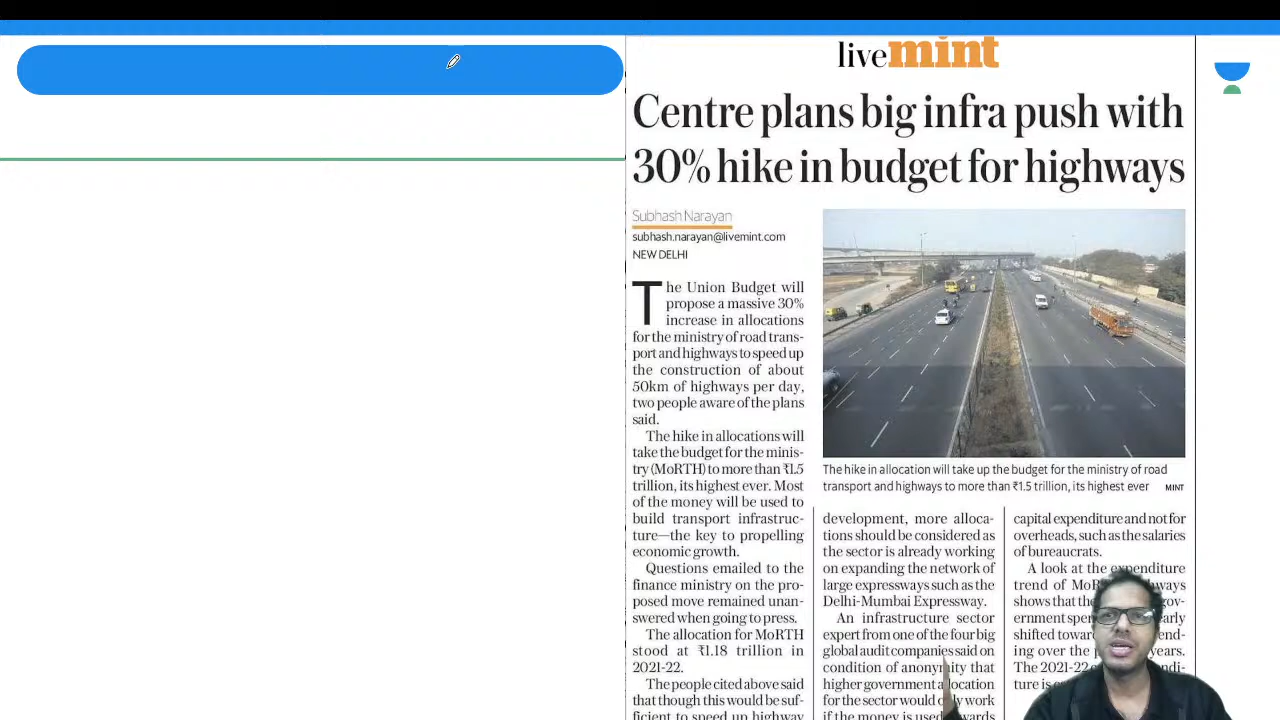 livemint
Centre plans big infra push with
30% hike in budget for highways
Subhash Narayan
subhash.narayan@livemint.com
NEW DELHI
The Union Budget will
propose a massive 30%
increase in allocations
for the ministry of road trans-
port and highways to speed up
the construction of about
50km of highways per day,
two people aware of the plans
said.
The hike in allocations will
take the budget for the minis-
try (MoRTH) to more than ₹1.5
trillion, its highest ever. Most
of the money will be used to
build transport infrastruc-
ture—the key to propelling
economic growth.
Questions emailed to the
finance ministry on the pro-
posed move remained unan-
swered when going to press.
The allocation for MoRTH
stood at ₹1.18 trillion in
2021-22.
The people cited above said
that though this would be suf-
ficient to speed up highway
The hike in allocation will take up the budget for the ministry of road
transport and highways to more than ₹1.5 trillion, its highest ever MINT
development, more alloca-
tions should be considered as
the sector is already working
on expanding the network of
large expressways such as the
Delhi-Mumbai Expressway.
An infrastructure sector
expert from one of the four big
global audit companies said on
condition of anonymity that
higher government allocation
for the sector would only work
if the money is used towards
capital expenditure and not for
overheads, such as the salaries
of bureaucrats.
A look at the expenditure
trend of
shows that the
ernment
shifted
ing over the
The 2021-22
ture is